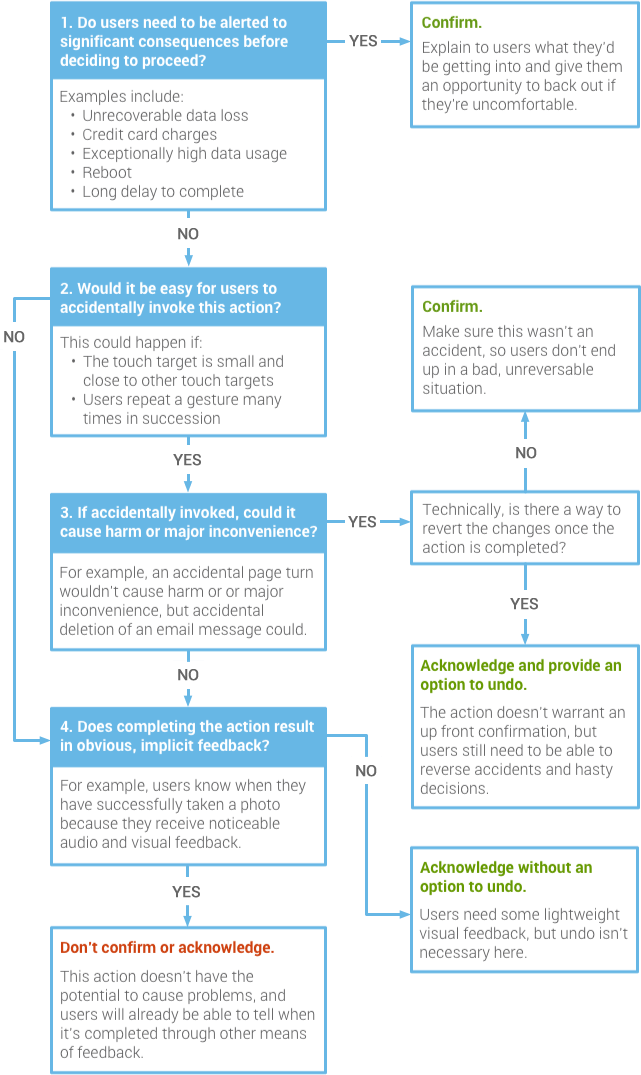 1. Do users need to be alerted to
significant consequences before
deciding to proceed?
Examples include:
• Unrecoverable data loss
• Credit card charges
• Exceptionally high data usage
• Reboot
• Long delay to complete
YES
Confirm.
Explain to users what they'd
be getting into and give them
an opportunity to back out if
they're uncomfortable.
NO
2. Would it be easy for users to
accidentally invoke this action?
This could happen if:
• The touch target is small and
close to other touch targets
• Users repeat a gesture many
times in succession
NO
YES
3. If accidentally invoked, could it
cause harm or major inconvenience?
For example, an accidental page turn
wouldn't cause harm or or major
inconvenience, but accidental
deletion of an email message could.
YES
Technically, is there a way to
revert the changes once the
action is completed?
NO
Confirm.
Make sure this wasn't an
accident, so users don't end
up in a bad, unreversable
situation.
YES
Acknowledge and provide an
option to undo.
The action doesn't warrant an
up front confirmation, but
users still need to be able to
reverse accidents and hasty
decisions.
NO
4. Does completing the action result
in obvious, implicit feedback?
For example, users know when they
have successfully taken a photo
because they receive noticeable
audio and visual feedback.
NO
Acknowledge without an
option to undo.
Users need some lightweight
visual feedback, but undo isn't
necessary here.
YES
Don't confirm or acknowledge.
This action doesn't have the
potential to cause problems, and
users will already be able to tell when
it's completed through other means
of feedback.